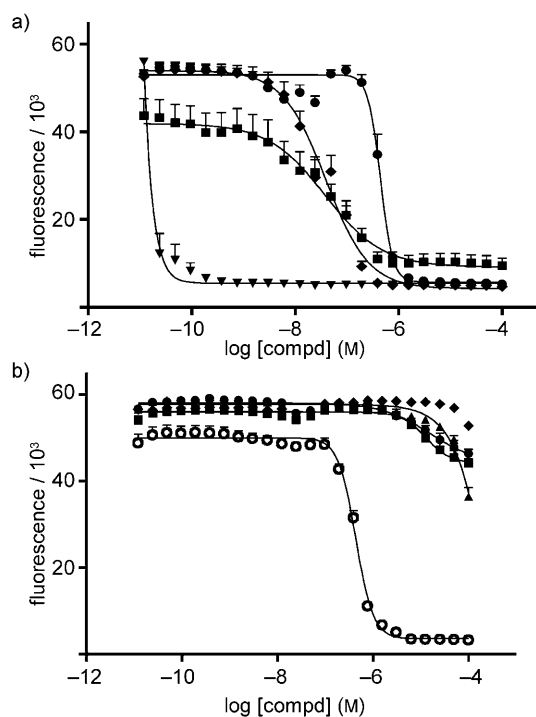 a)
60
40
20
fluorescence / 10³
−12 −10 −8 −6 −4
log [compd] (M)
b)
60
40
20
fluorescence / 10³
−12 −10 −8 −6 −4
log [compd] (M)